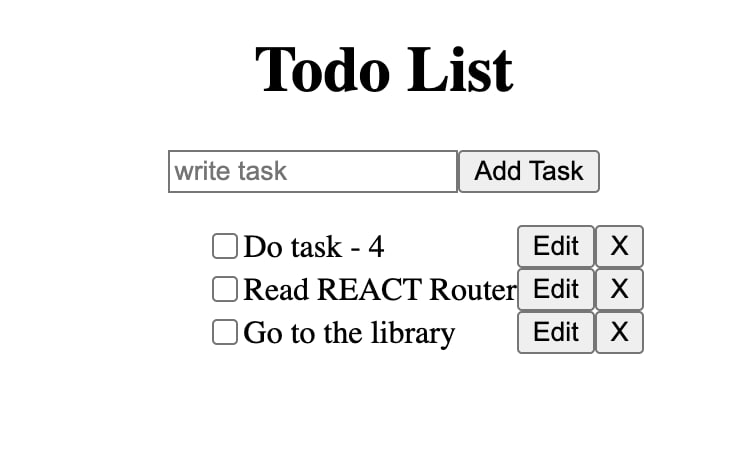 Todo List
write task Add Task
Do task - 4 Edit X
Read REACT Router Edit X
Go to the library Edit X